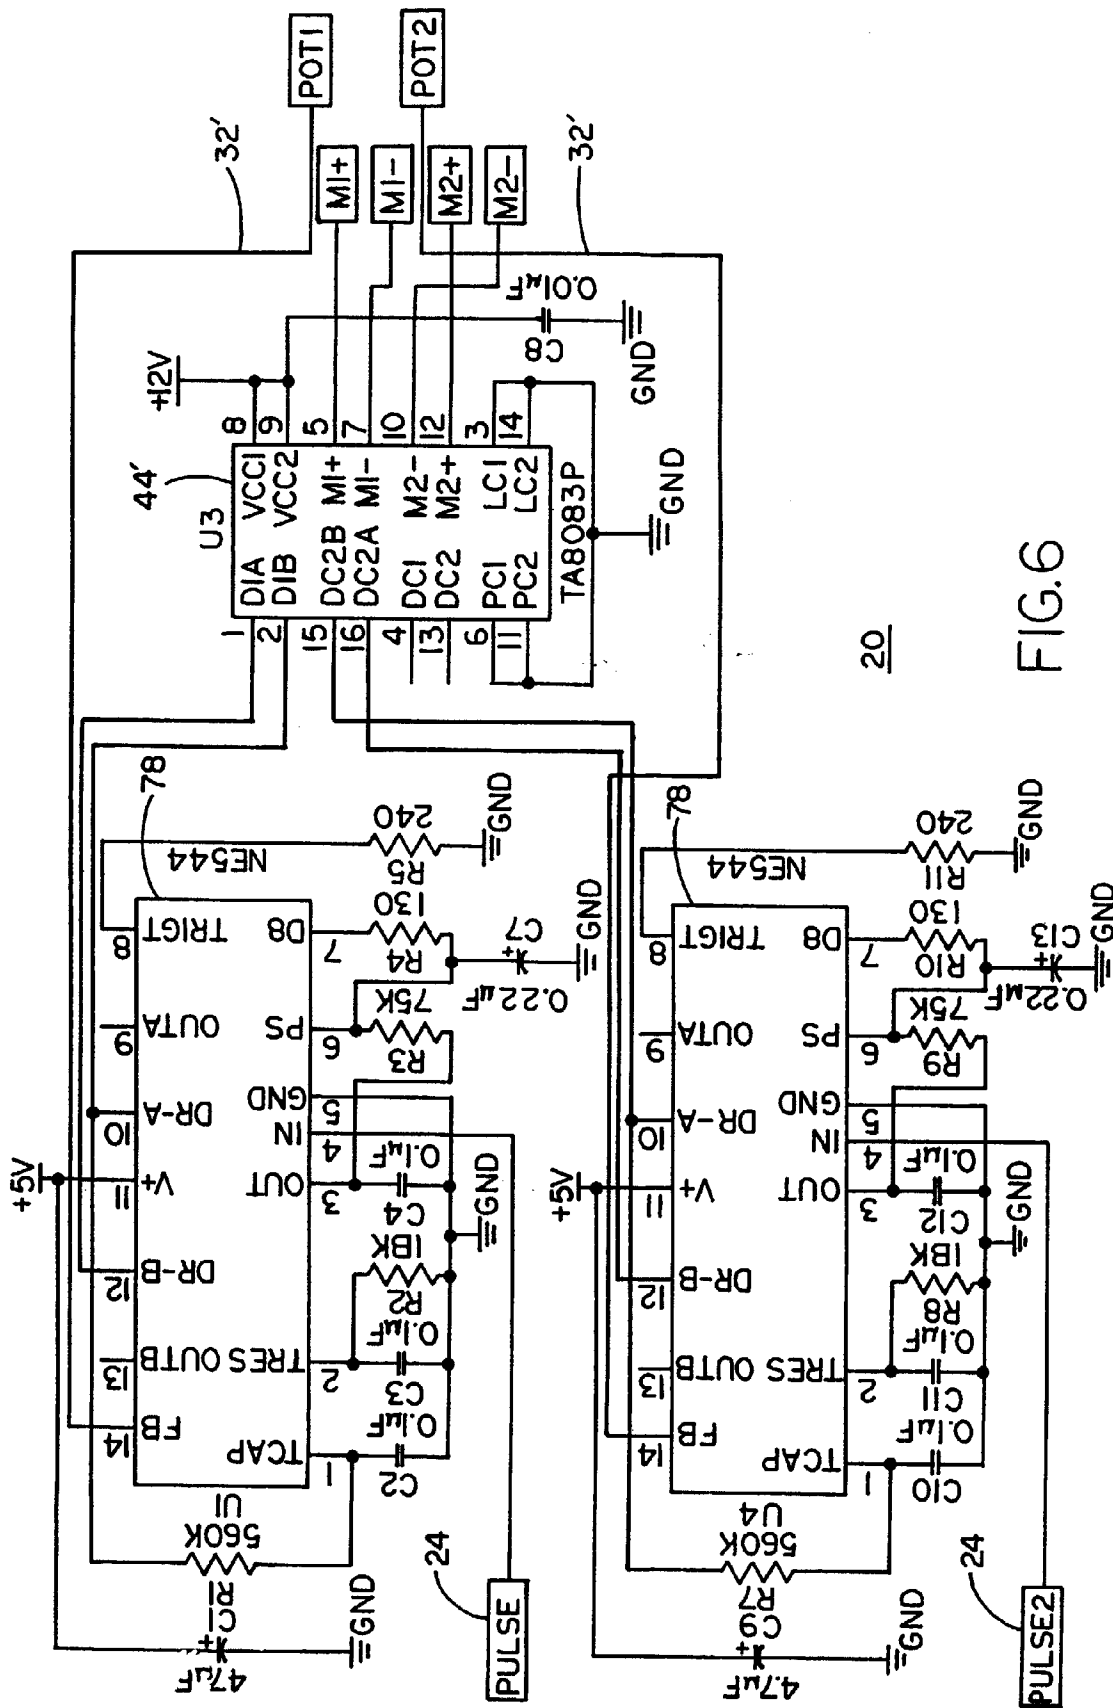 POT1
POT2
32'
32'
M1+
M1-
M2+
M2-
+12V
0.01µF
C8
GND
44'
U3
8
9
5
7
10
12
3
14
D1A VCC1
D1B VCC2
DC2B M1+
DC2A M1-
DC1 M2-
DC2 M2+
PC1 LC1
PC2 LC2
TA8083P
1
2
15
16
4
13
6
11
GND
20
FIG.6
78
NE544
240
R5
GND
8
TRIGT
D8
7
130
R4
C7
+
0.22µF
GND
9
OUTA
PS
6
75K
R3
10
DR-A
GND
5
IN
4
+5V
11
V+
OUT
3
0.1µF
C4
GND
12
DR-B
18K
R2
13
OUTB
TRES
2
0.1µF
C3
14
FB
TCAP
1
0.1µF
C2
U1
560K
R1
C1
+
47µF
GND
24
PULSE
78
NE544
240
R11
GND
8
TRIGT
D8
7
130
R10
C13
+
0.22µF
GND
9
OUTA
PS
6
75K
R9
10
DR-A
GND
5
IN
4
+5V
11
V+
OUT
3
0.1µF
C12
GND
12
DR-B
18K
R8
13
OUTB
TRES
2
0.1µF
C11
14
FB
TCAP
1
0.1µF
C10
U4
560K
R7
C9
+
4.7µF
GND
24
PULSE2